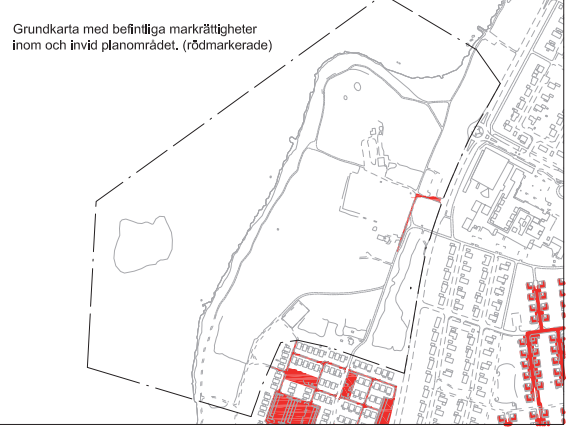 Grundkarta med befintliga markrättigheter
inom och invid planområdet. (rödmarkerade)